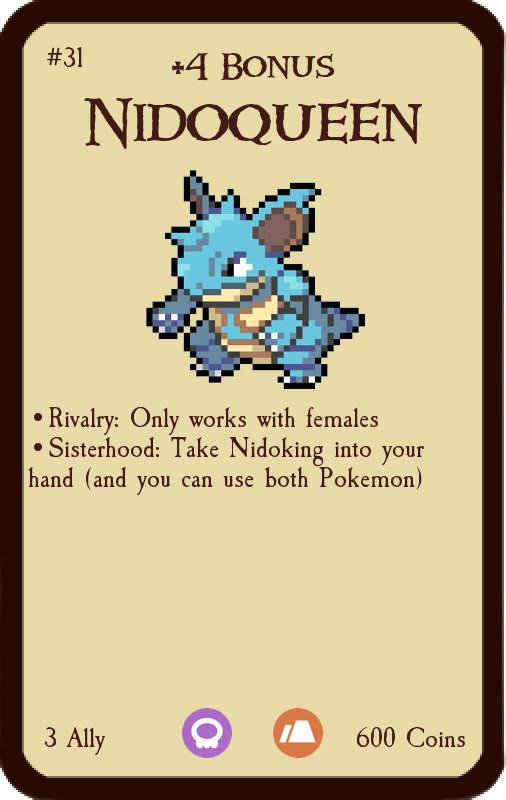 #31
+4 Bonus
Nidoqueen
• Rivalry: Only works with females
• Sisterhood: Take Nidoking into your
hand (and you can use both Pokemon)
3 Ally
600 Coins